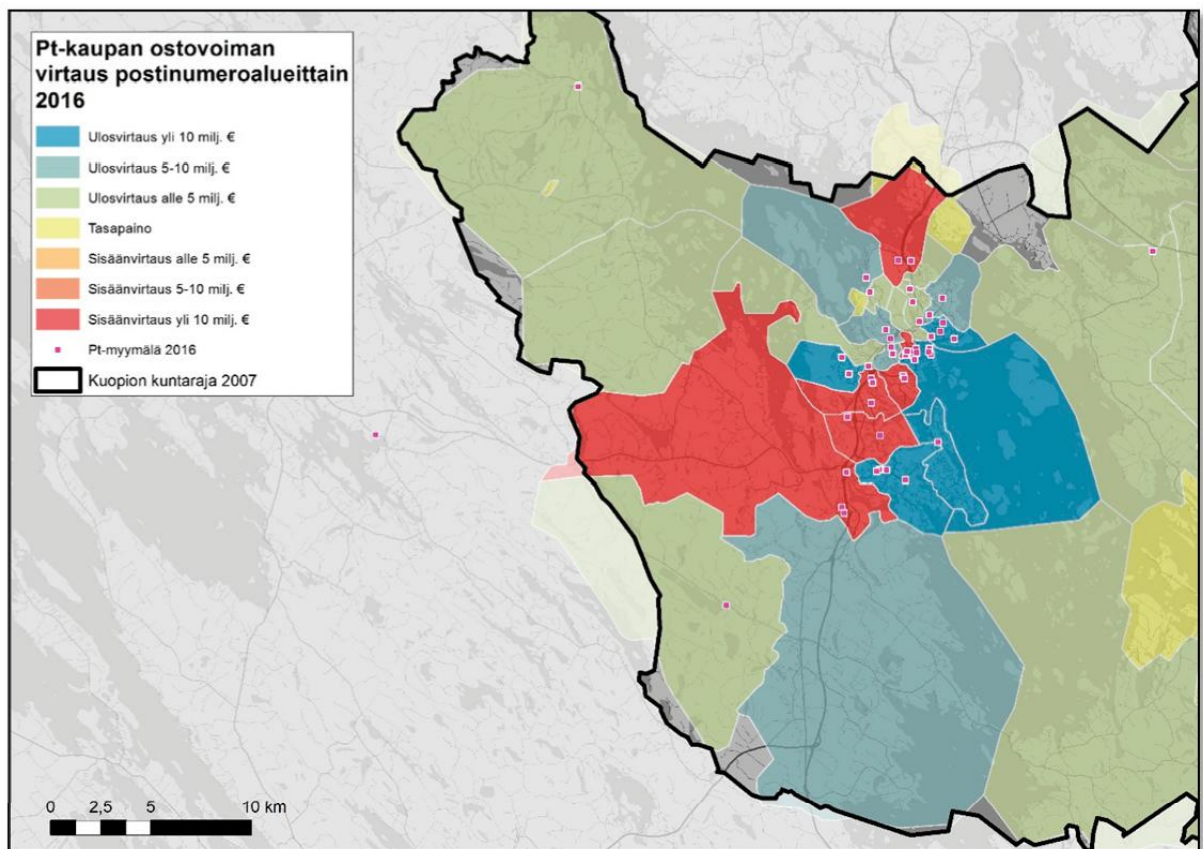 Pt-kaupan ostovoiman
virtaus postinumeroalueittain
2016
Ulosvirtaus yli 10 milj. €
Ulosvirtaus 5-10 milj. €
Ulosvirtaus alle 5 milj. €
Tasapaino
Sisäänvirtaus alle 5 milj. €
Sisäänvirtaus 5-10 milj. €
Sisäänvirtaus yli 10 milj. €
Pt-myymälä 2016
Kuopion kuntaraja 2007
0 2,5 5 10 km